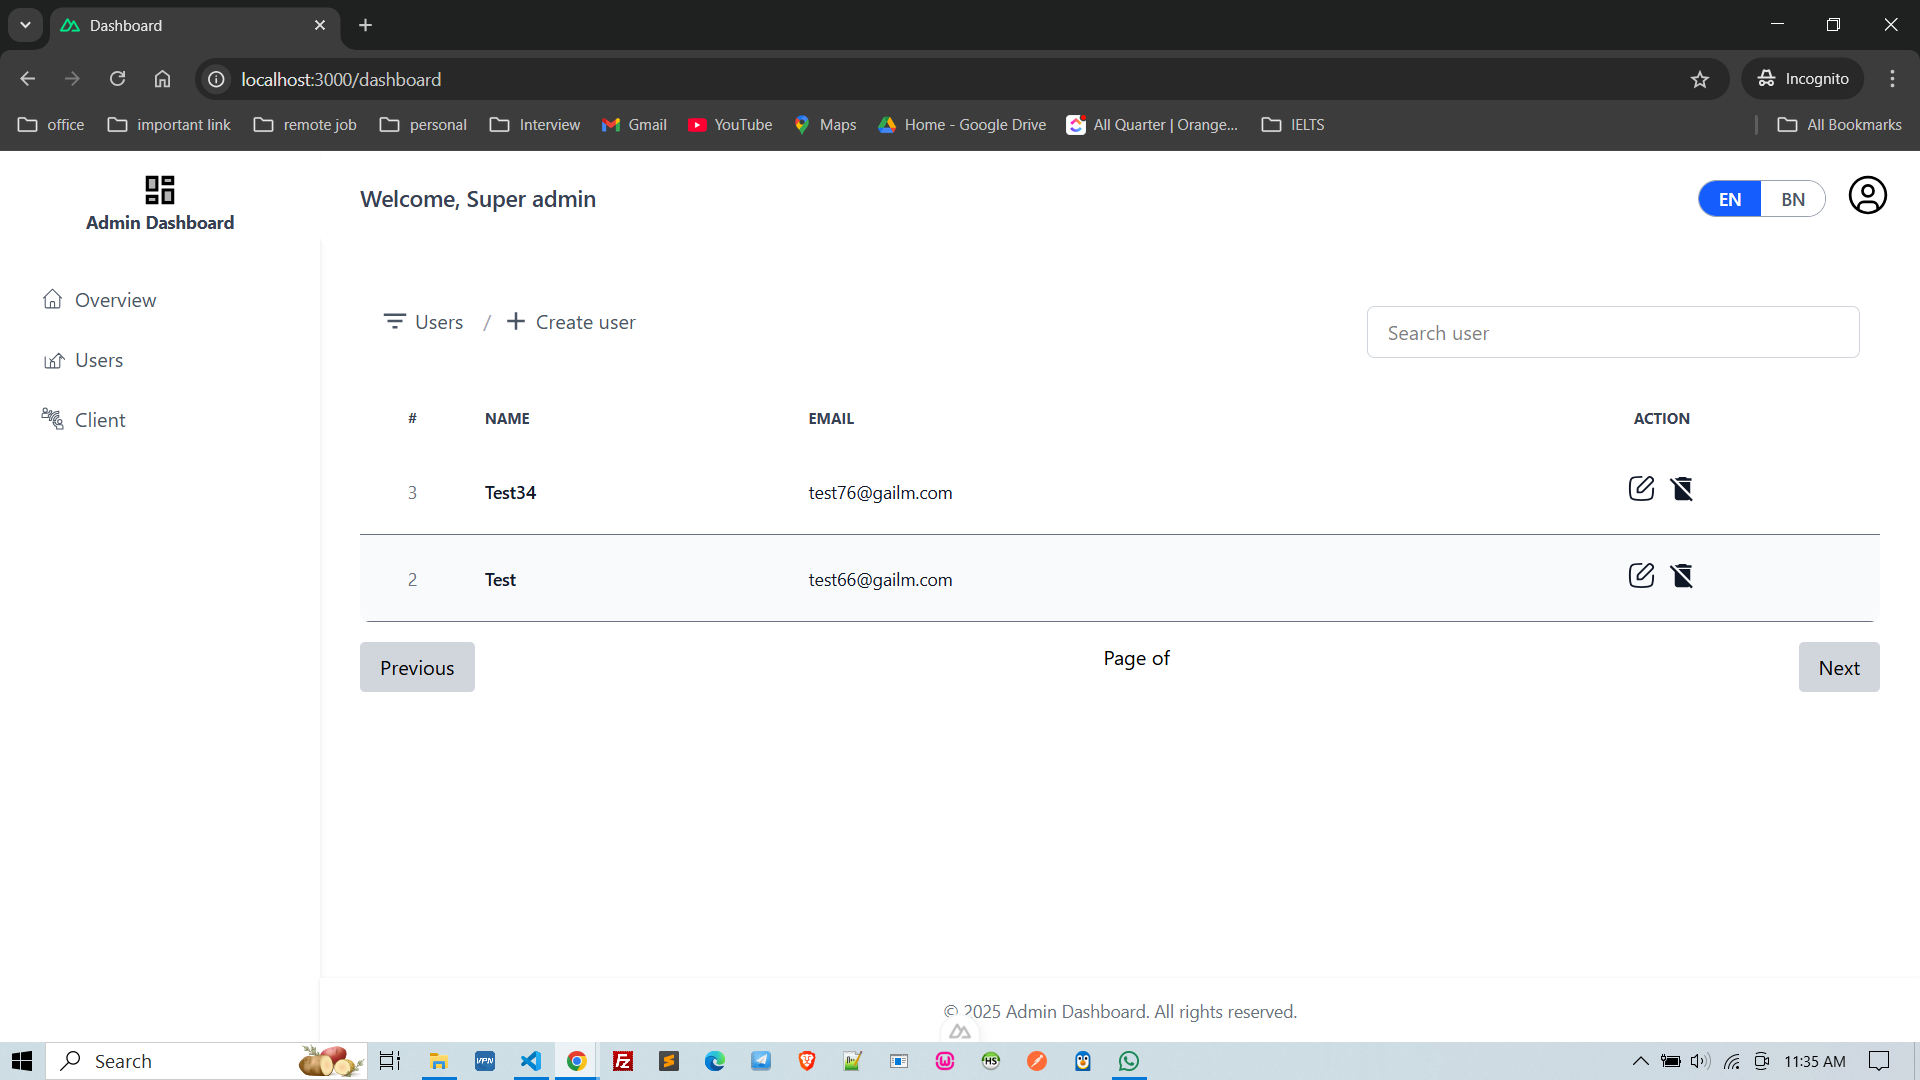 Dashboard
localhost:3000/dashboard
Incognito
office
important link
remote job
personal
Interview
Gmail
YouTube
Maps
Home - Google Drive
All Quarter | Orange...
IELTS
All Bookmarks
Admin Dashboard
Welcome, Super admin
EN
BN
Overview
Users
Client
Users / + Create user
Search user
# NAME EMAIL ACTION
3 Test34 test76@gailm.com
2 Test test66@gailm.com
Previous
Page of
Next
© 2025 Admin Dashboard. All rights reserved.
Search
VPN
FZ
HS
11:35 AM